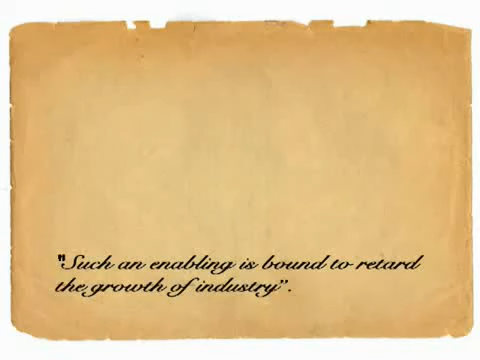 "Such an enabling is bound to retard
the growth of industry”.